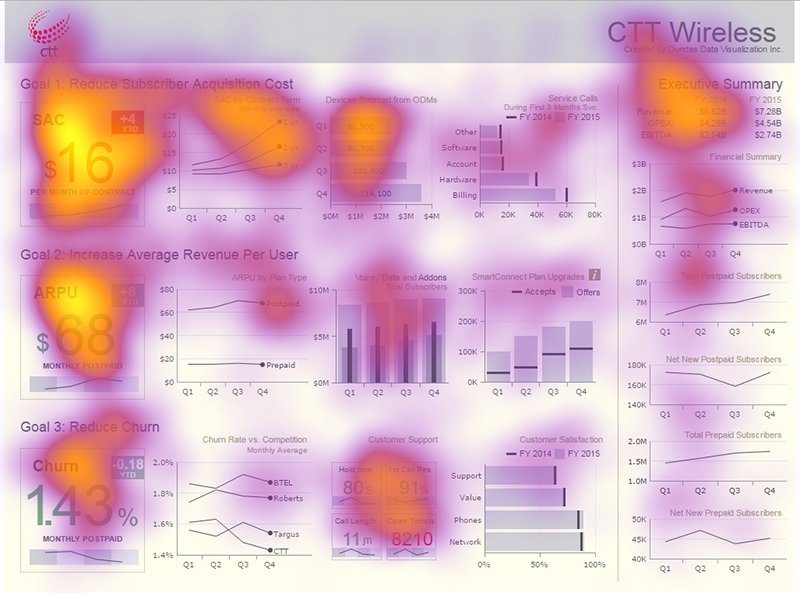 ctt
CTT Wireless
Created by Dundas Data Visualization Inc.
Goal 1: Reduce Subscriber Acquisition Cost
SAC
+4
YTD
$16
PER MONTH OF CONTRACT
SAC by Contract Term
Monthly Average
$25
$20
$15
$10
$5
$0
1 yr
2 yr
3 yr
Q1 Q2 Q3 Q4
Devices Sourced from ODMs
Q1
Q2
Q3 101,000
Q4 114,100
$0M $1M $2M $3M $4M
Service Calls
During First 3 Months Svc.
FY 2014 FY 2015
Other
Software
Account
Hardware
Billing
0K 20K 40K 60K 80K
Executive Summary
FY 2014 FY 2015
Revenue: $6.82B $7.28B
OPEX: $4.29B $4.54B
EBITDA: $2.54B $2.74B
Financial Summary
$3B
$2B
$1B
$0B
Revenue
OPEX
EBITDA
Q1 Q2 Q3 Q4
Goal 2: Increase Average Revenue Per User
ARPU
YTD
$68
MONTHLY POSTPAID
ARPU by Plan Type
$80
$60
$40
$20
$0
Postpaid
Prepaid
Q1 Q2 Q3 Q4
Voice, Data and Addons
Total Subscribers
$10M
$5M
$0M
Q1 Q2 Q3 Q4
SmartConnect Plan Upgrades i
Accepts Offers
300K
200K
100K
0K
Q1 Q2 Q3 Q4
Total Postpaid Subscribers
8M
7M
6M
Q1 Q2 Q3 Q4
Net New Postpaid Subscribers
180K
160K
140K
Q1 Q2 Q3 Q4
Goal 3: Reduce Churn
Churn
-0.18
YTD
1.43%
MONTHLY POSTPAID
Churn Rate vs. Competition
Monthly Average
2.0%
1.8%
1.6%
1.4%
BTEL
Roberts
Targus
CTT
Q1 Q2 Q3 Q4
Customer Support
Hold time
80s
1st Call Res
91%
Call Length
11m
Open Tickets
8210
Customer Satisfaction
FY 2014 FY 2015
Support
Value
Phones
Network
0% 50% 100%
Total Prepaid Subscribers
2.0M
1.5M
1.0M
Q1 Q2 Q3 Q4
Net New Prepaid Subscribers
50K
45K
40K
Q1 Q2 Q3 Q4